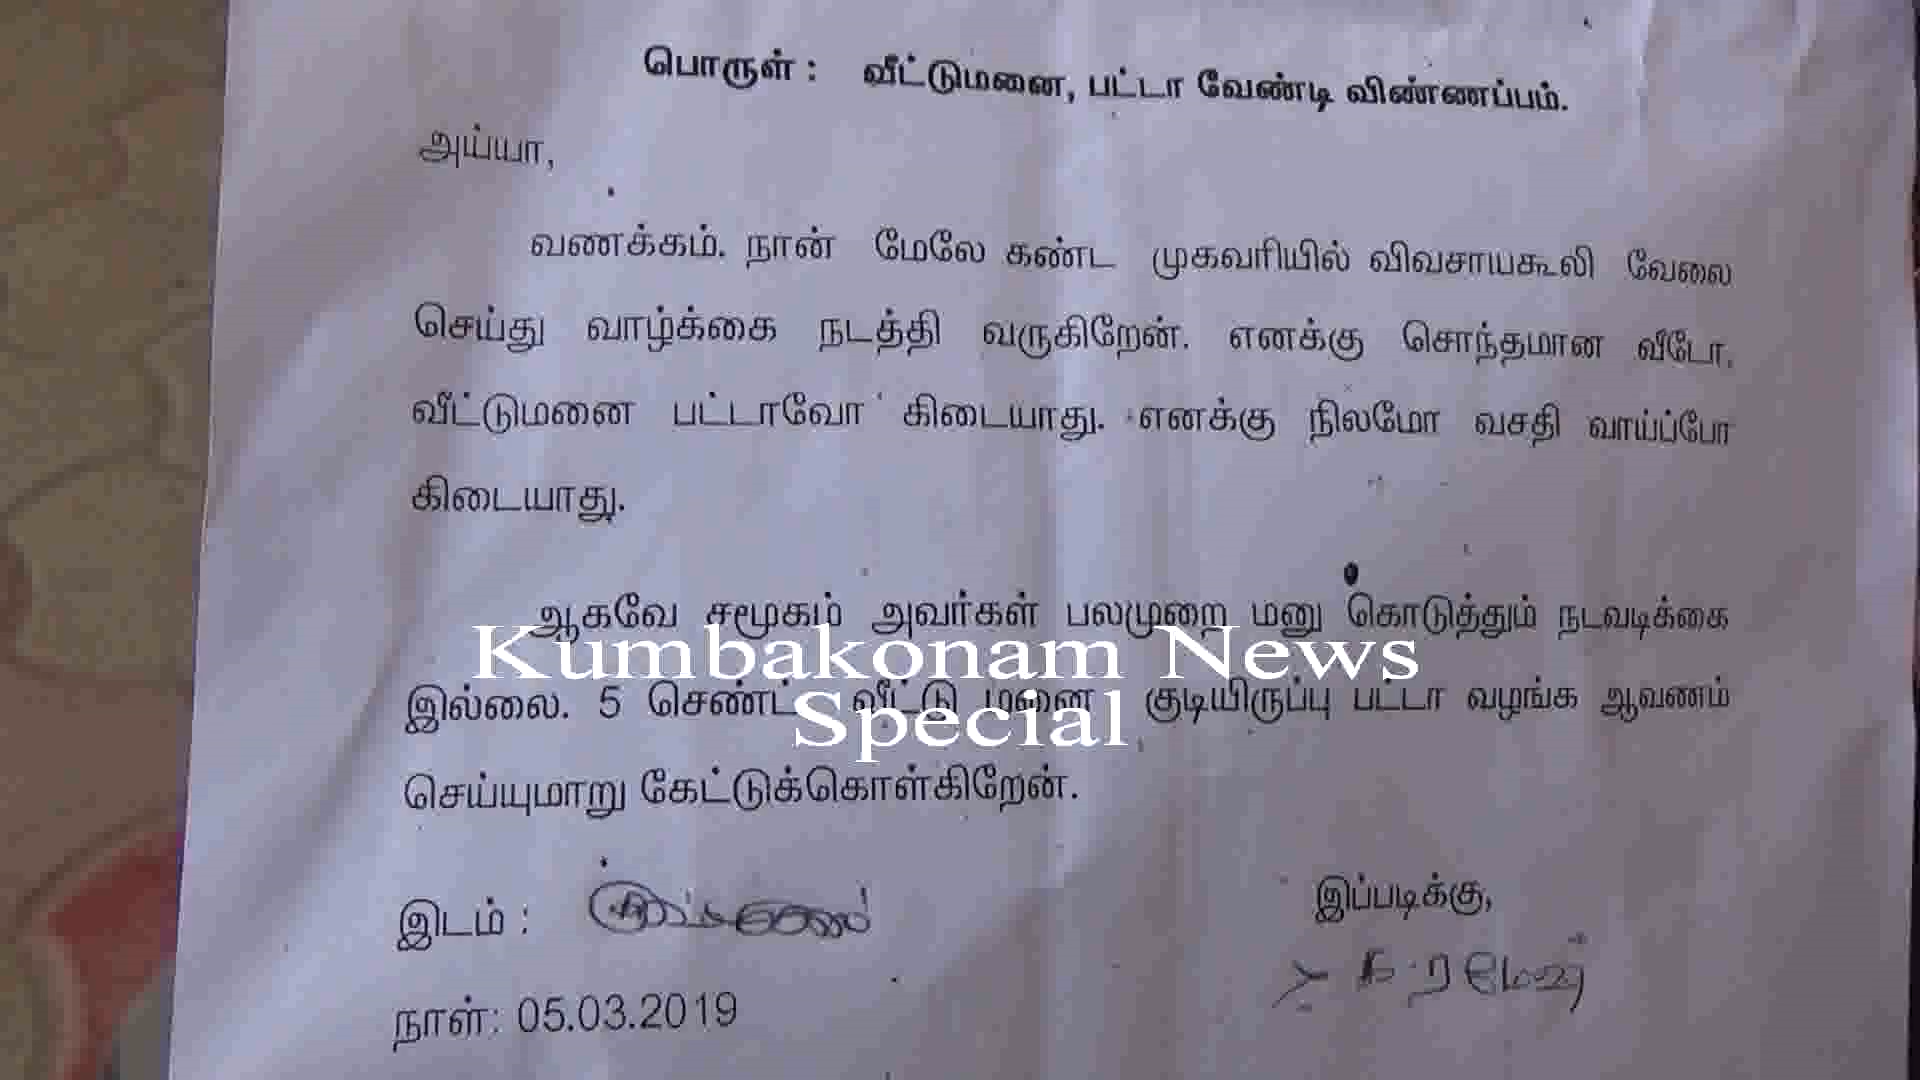 பொருள் : வீட்டுமனை, பட்டா வேண்டி விண்ணப்பம்.
அய்யா,
வணக்கம். நான் மேலே கண்ட முகவரியில் விவசாயகூலி வேலை
செய்து வாழ்க்கை நடத்தி வருகிறேன். எனக்கு சொந்தமான வீடோ,
வீட்டுமனை பட்டாவோ கிடையாது. எனக்கு நிலமோ வசதி வாய்ப்போ
கிடையாது.
ஆகவே சமூகம் அவர்கள் பலமுறை மனு கொடுத்தும் நடவடிக்கை
Kumbakonam News
இல்லை. 5 செண்ட் வீட்டு மனை குடியிருப்பு பட்டா வழங்க ஆவணம்
Special
செய்யுமாறு கேட்டுக்கொள்கிறேன்.
இடம் :
இப்படிக்கு,
க.ரமேஷ்
நாள்: 05.03.2019